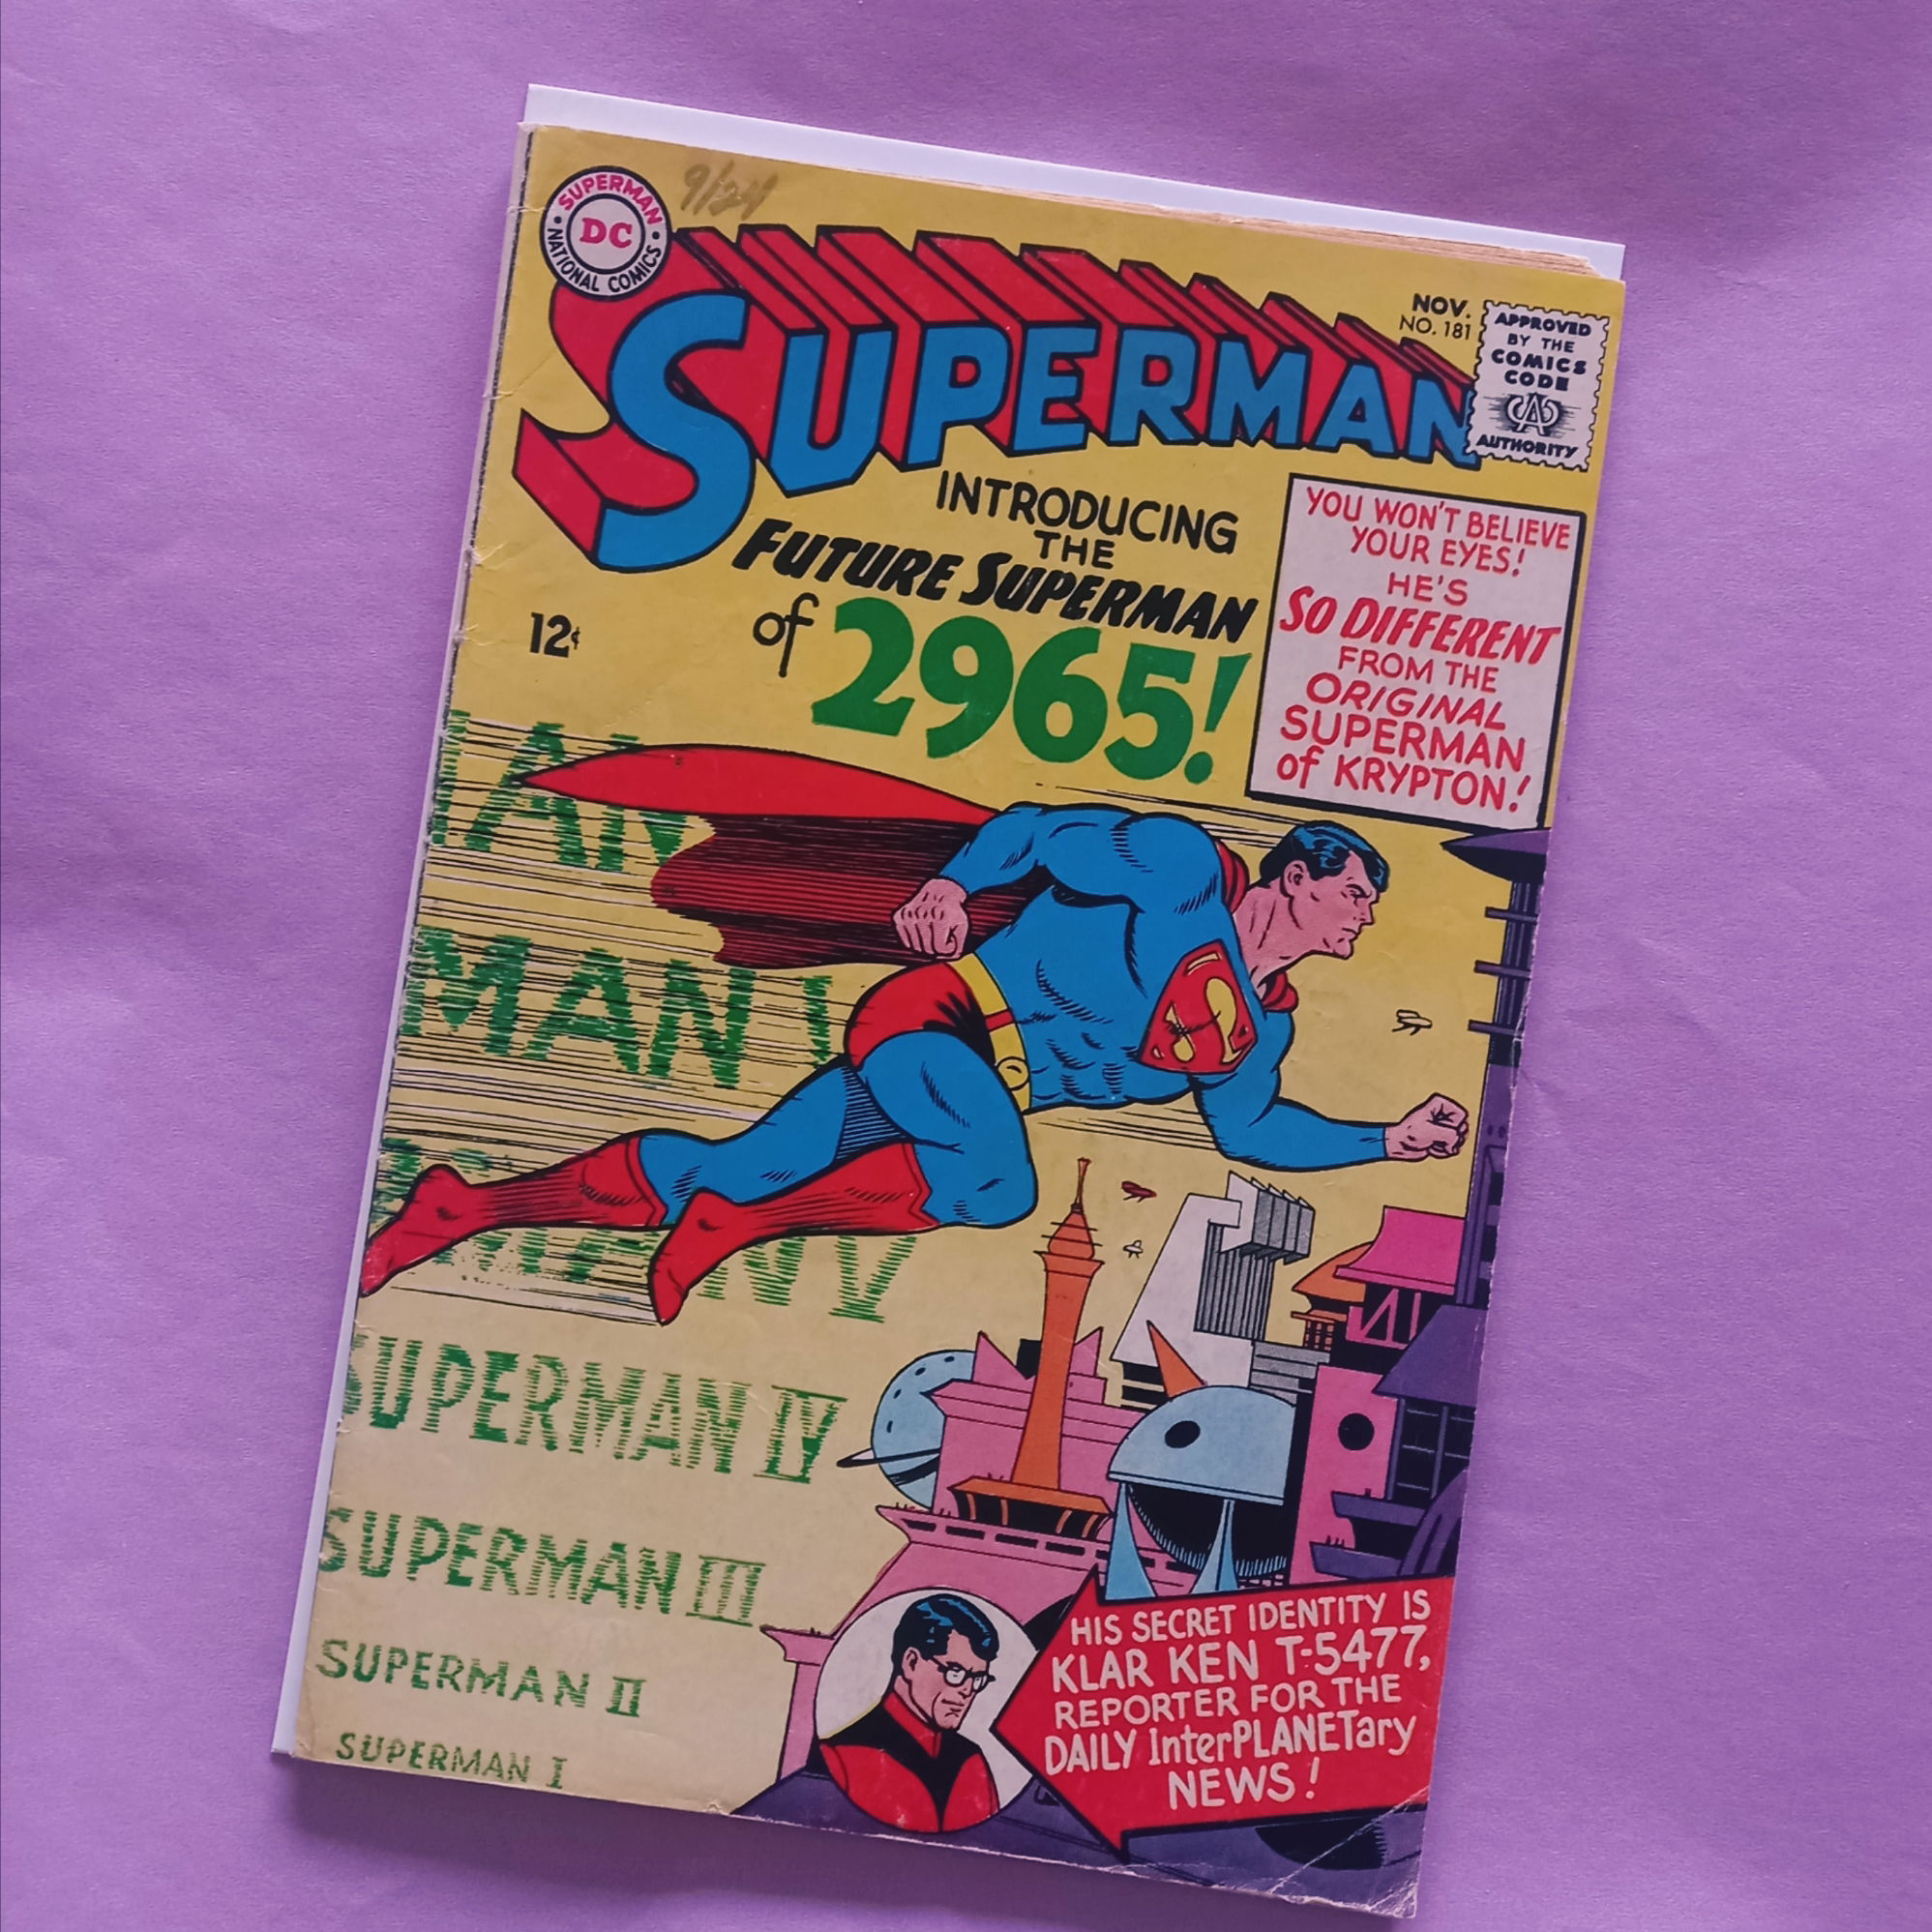 9/24
SUPERMAN
DC
NATIONAL COMICS
SUPERMAN
NOV.
NO. 181
APPROVED
BY THE
COMICS
CODE
CA
AUTHORITY
INTRODUCING
THE
FUTURE SUPERMAN
of 2965!
12¢
YOU WON'T BELIEVE
YOUR EYES!
HE'S
SO DIFFERENT
FROM THE
ORIGINAL
SUPERMAN
of KRYPTON!
MAN
MAN
S
V
SUPERMAN IV
SUPERMAN III
SUPERMAN II
SUPERMAN I
HIS SECRET IDENTITY IS
KLAR KEN T-5477,
REPORTER FOR THE
DAILY InterPLANETary
NEWS!